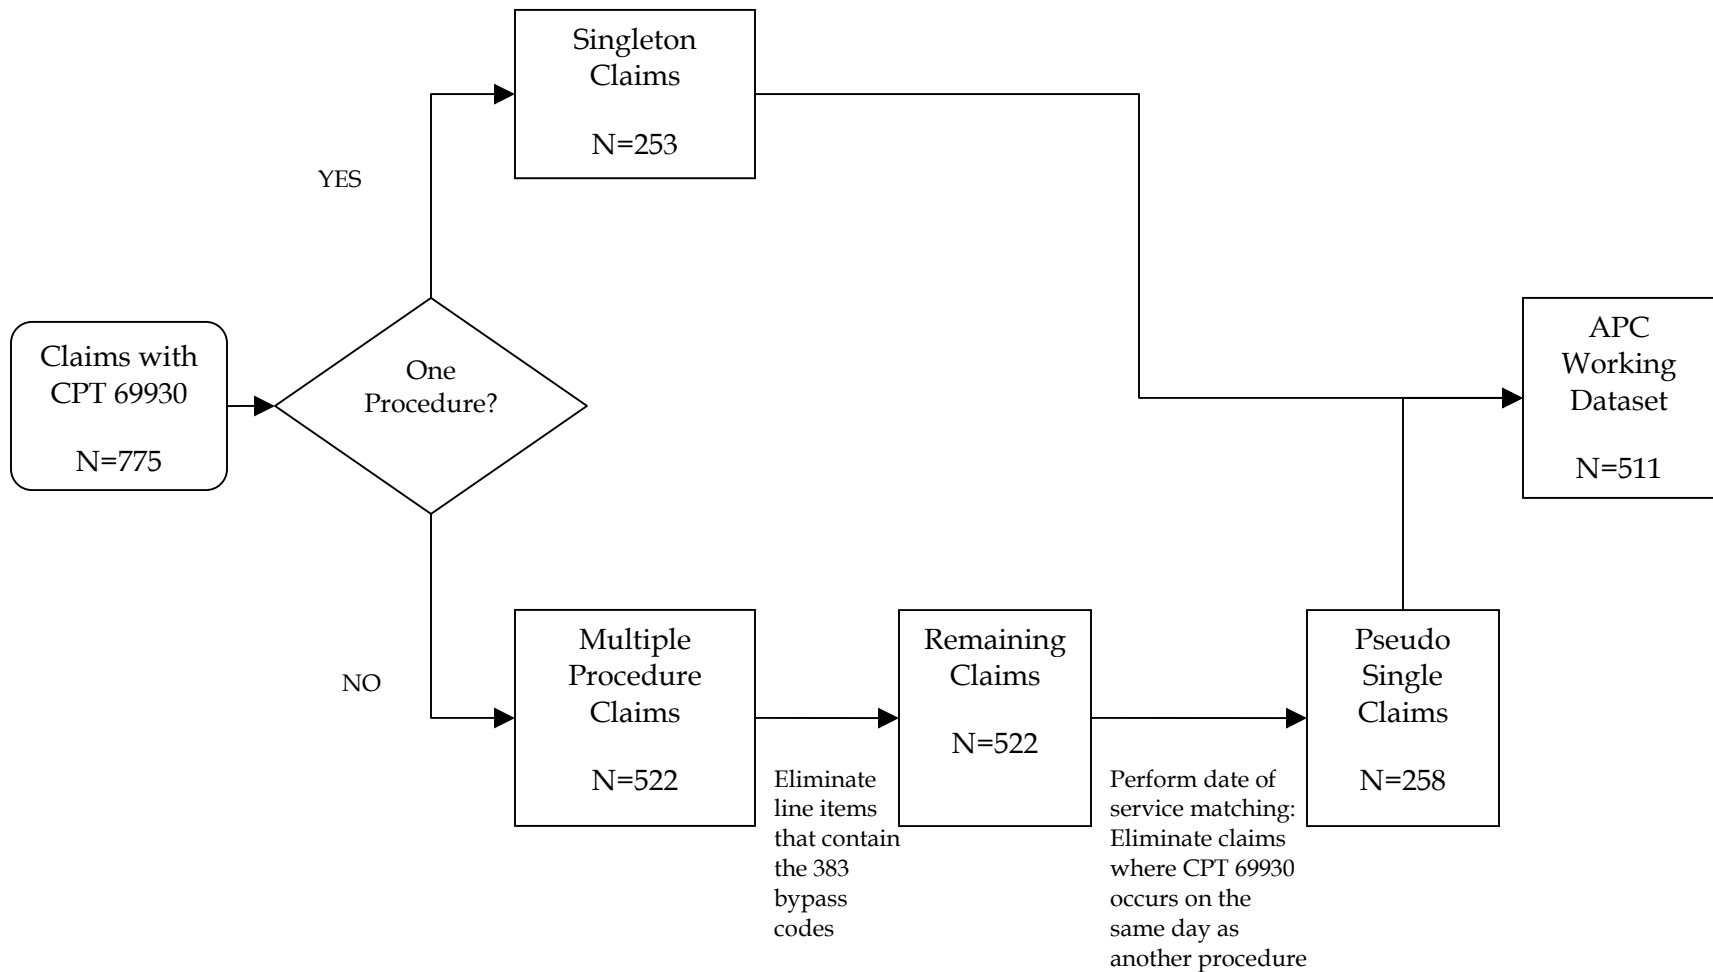 Singleton
Claims
N=253
YES
Claims with
CPT 69930
N=775
One
Procedure?
APC
Working
Dataset
N=511
NO
Multiple
Procedure
Claims
N=522
Eliminate
line items
that contain
the 383
bypass
codes
Remaining
Claims
N=522
Perform date of
service matching:
Eliminate claims
where CPT 69930
occurs on the
same day as
another procedure
Pseudo
Single
Claims
N=258